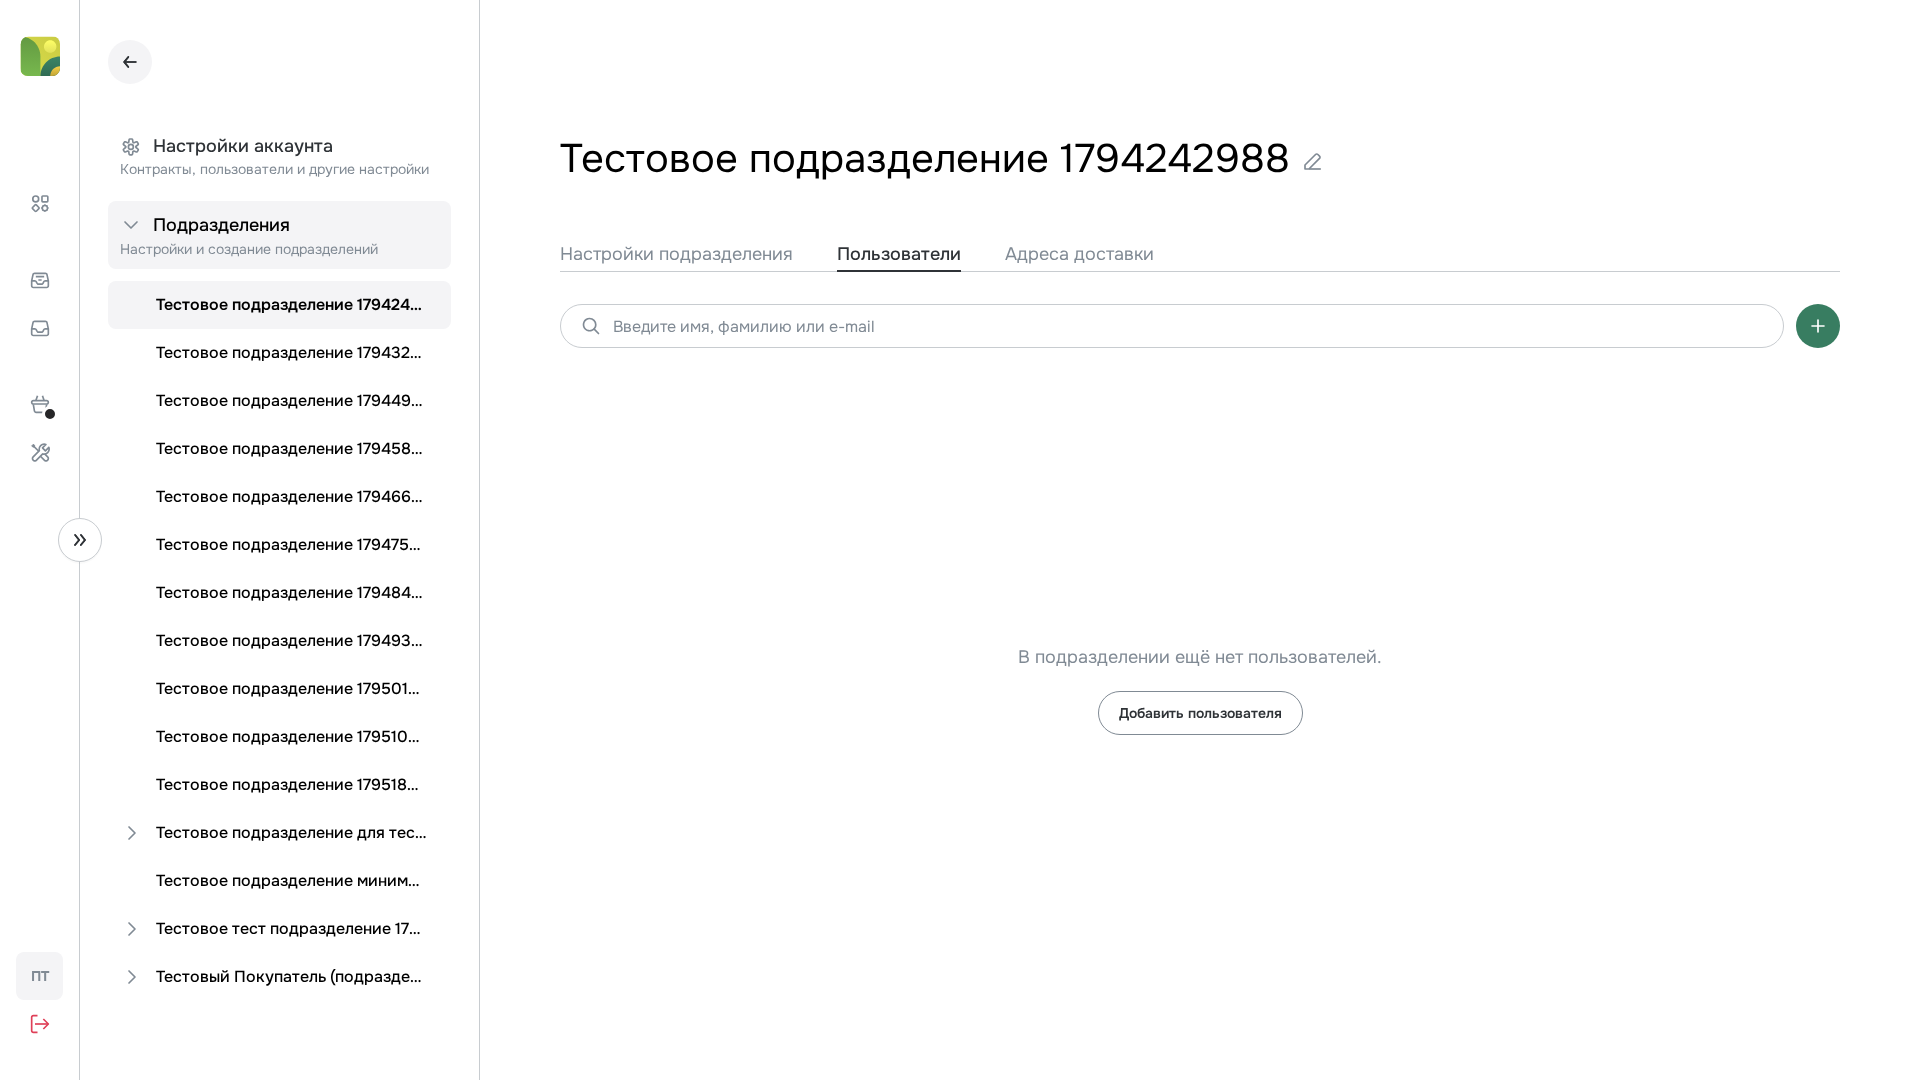 Настройки аккаунта
Контракты, пользователи и другие настройки
Подразделения
Настройки и создание подразделений
Тестовое подразделение 179424...
Тестовое подразделение 179432...
Тестовое подразделение 179449...
Тестовое подразделение 179458...
Тестовое подразделение 179466...
Тестовое подразделение 179475...
Тестовое подразделение 179484...
Тестовое подразделение 179493...
Тестовое подразделение 179501...
Тестовое подразделение 179510...
Тестовое подразделение 179518...
Тестовое подразделение для тес...
Тестовое подразделение миним...
Тестовое тест подразделение 17...
Тестовый Покупатель (подразде...
ПТ
Тестовое подразделение 1794242988
Настройки подразделения Пользователи Адреса доставки
Введите имя, фамилию или e-mail
В подразделении ещё нет пользователей.
Добавить пользователя